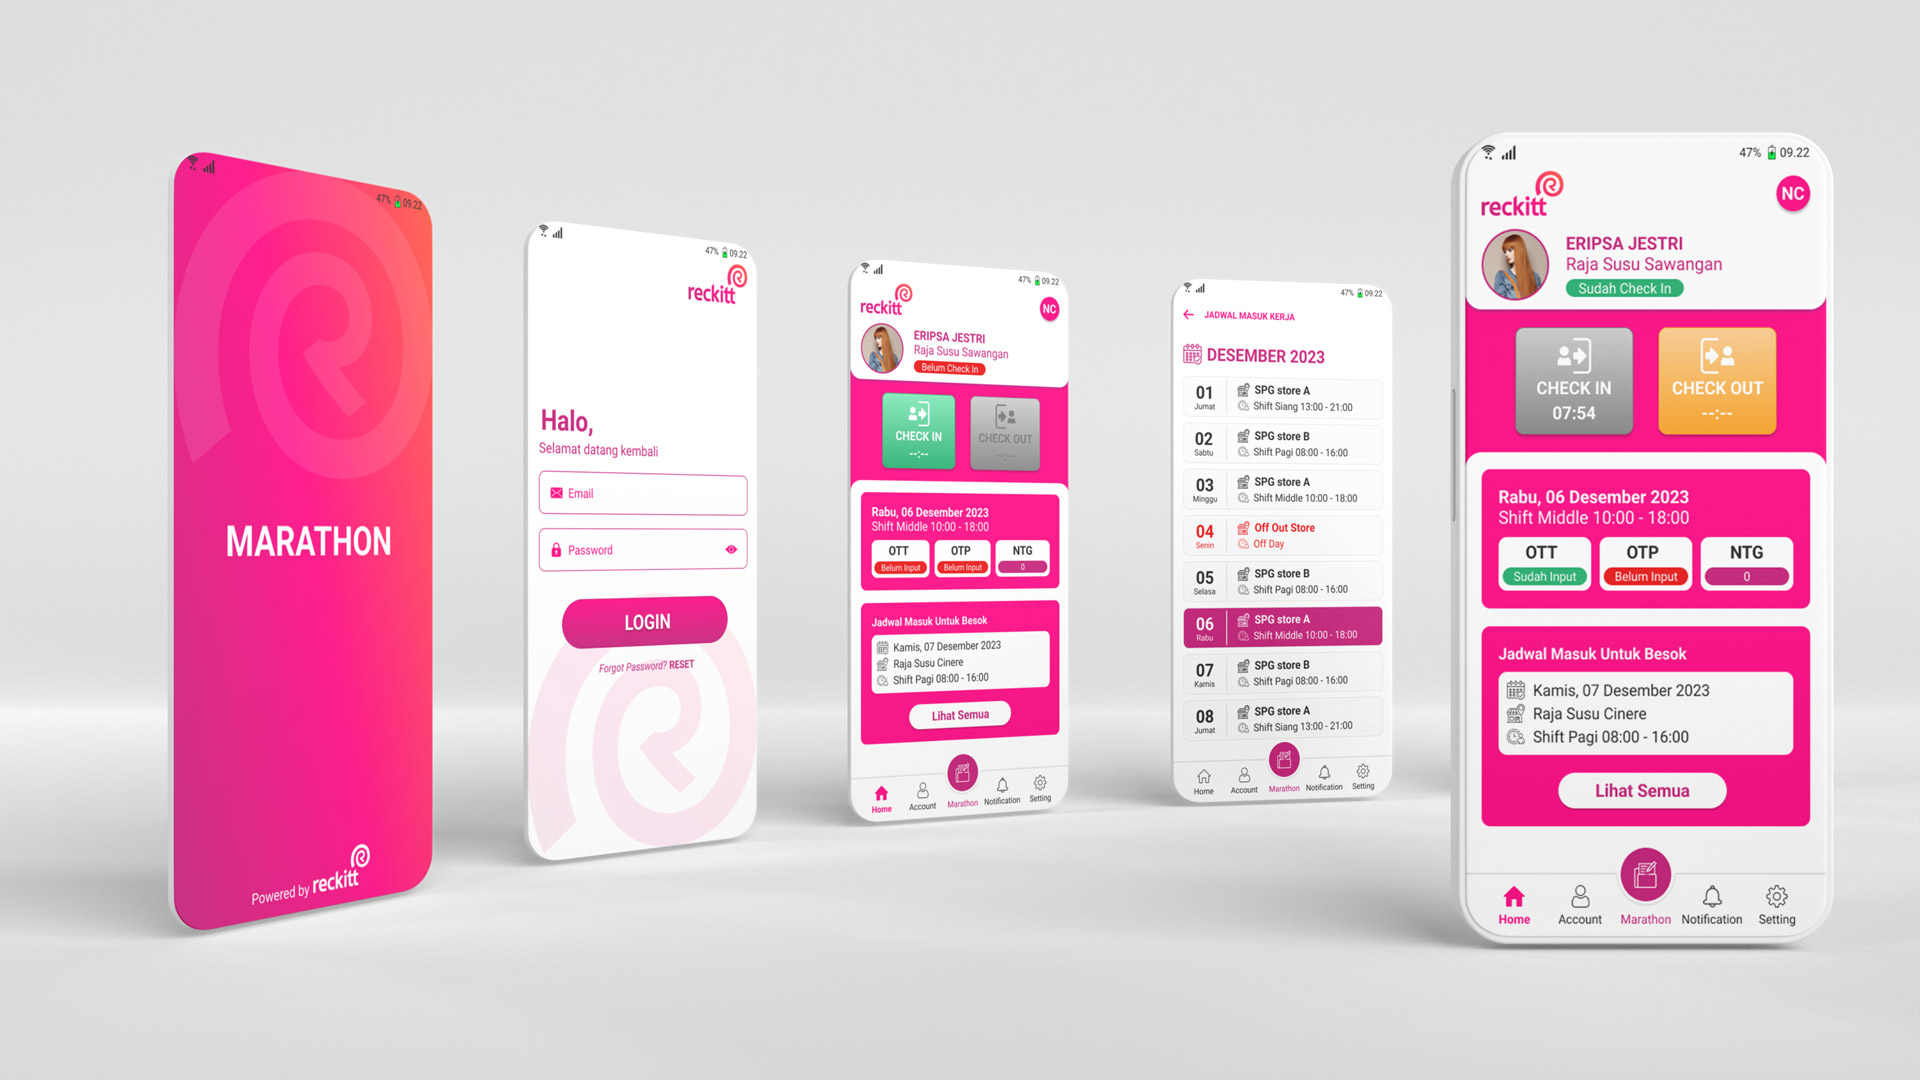 47% 09.22
MARATHON
Powered by reckitt
47% 09.22
reckitt
Halo,
Selamat datang kembali
Email
Password
LOGIN
Forgot Password? RESET
47% 09.22
reckitt
NC
ERIPSA JESTRI
Raja Susu Sawangan
Belum Check In
CHECK IN
--:--
CHECK OUT
--:--
Rabu, 06 Desember 2023
Shift Middle 10:00 - 18:00
OTT
Belum Input
OTP
Belum Input
NTG
0
Jadwal Masuk Untuk Besok
Kamis, 07 Desember 2023
Raja Susu Cinere
Shift Pagi 08:00 - 16:00
Lihat Semua
Home
Account
Marathon
Notification
Setting
47% 09.22
JADWAL MASUK KERJA
DESEMBER 2023
01 SPG store A
Jumat Shift Siang 13:00 - 21:00
02 SPG store B
Sabtu Shift Pagi 08:00 - 16:00
03 SPG store A
Minggu Shift Middle 10:00 - 18:00
04 Off Out Store
Senin Off Day
05 SPG store B
Selasa Shift Pagi 08:00 - 16:00
06 SPG store A
Rabu Shift Middle 10:00 - 18:00
07 SPG store B
Kamis Shift Pagi 08:00 - 16:00
08 SPG store A
Jumat Shift Siang 13:00 - 21:00
Home
Account
Marathon
Notification
Setting
47% 09.22
reckitt
NC
ERIPSA JESTRI
Raja Susu Sawangan
Sudah Check In
CHECK IN
07:54
CHECK OUT
--:--
Rabu, 06 Desember 2023
Shift Middle 10:00 - 18:00
OTT
Sudah Input
OTP
Belum Input
NTG
0
Jadwal Masuk Untuk Besok
Kamis, 07 Desember 2023
Raja Susu Cinere
Shift Pagi 08:00 - 16:00
Lihat Semua
Home
Account
Marathon
Notification
Setting